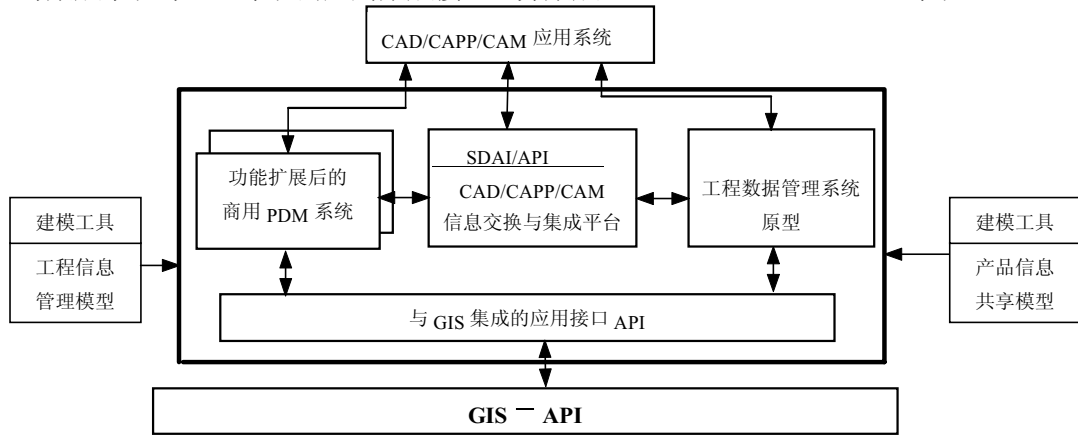 CAD/CAPP/CAM 应用系统
功能扩展后的
商用 PDM 系统
SDAI/API
CAD/CAPP/CAM
信息交换与集成平台
工程数据管理系统
原型
建模工具
工程信息
管理模型
建模工具
产品信息
共享模型
与 GIS 集成的应用接口 API
GIS — API